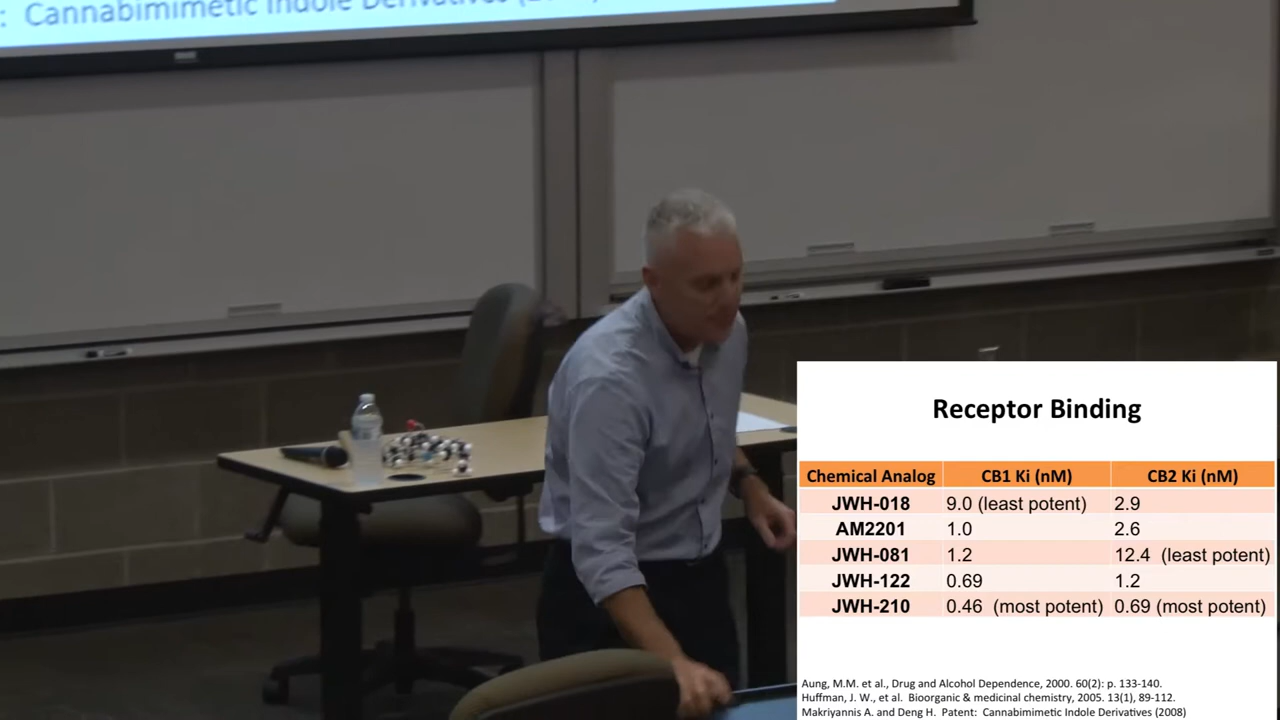 : Cannabimimetic Indole Derivatives (2
Receptor Binding
Chemical Analog CB1 Ki (nM) CB2 Ki (nM)
JWH-018 9.0 (least potent) 2.9
AM2201 1.0 2.6
JWH-081 1.2 12.4 (least potent)
JWH-122 0.69 1.2
JWH-210 0.46 (most potent) 0.69 (most potent)
Aung, M.M. et al., Drug and Alcohol Dependence, 2000. 60(2): p. 133-140.
Huffman, J. W., et al. Bioorganic & medicinal chemistry, 2005. 13(1), 89-112.
Makriyannis A. and Deng H. Patent: Cannabimimetic Indole Derivatives (2008)